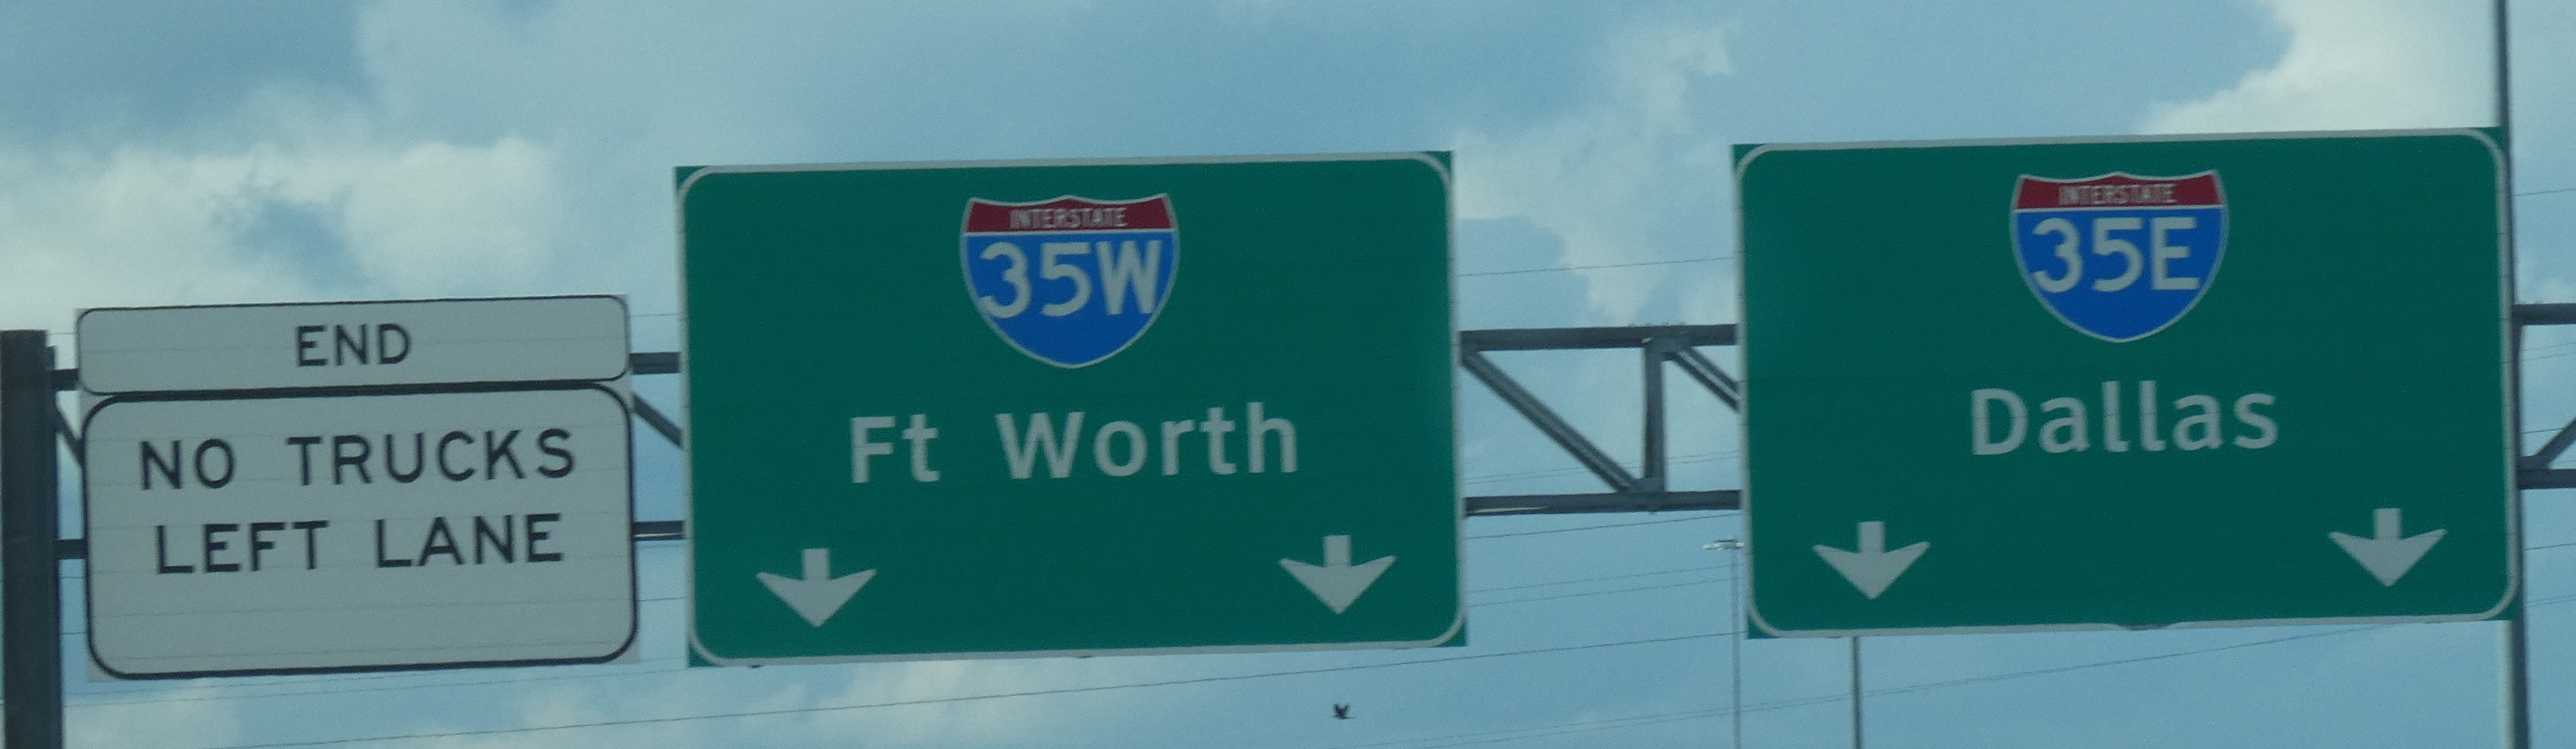 END
NO TRUCKS
LEFT LANE
INTERSTATE
35W
Ft Worth
INTERSTATE
35E
Dallas